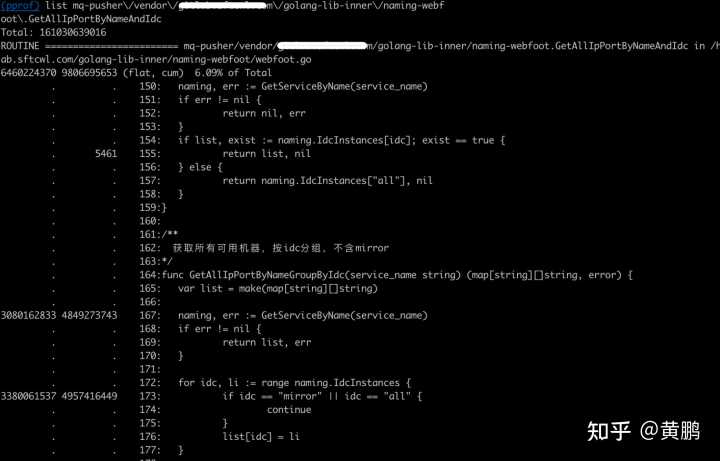 (pprof) list mq-pusher\/vendor\/ \/golang-lib-inner\/naming-webf
oot\.GetAllIpPortByNameAndIdc
Total: 161030639016
ROUTINE ======================== mq-pusher/vendor/ /golang-lib-inner/naming-webfoot.GetAllIpPortByNameAndIdc in /h
ab.sftcwl.com/golang-lib-inner/naming-webfoot/webfoot.go
6460224370 9806695653 (flat, cum)  6.09% of Total
. . 150: naming, err := GetServiceByName(service_name)
. . 151: if err != nil {
. . 152: return nil, err
. . 153: }
. . 154: if list, exist := naming.IdcInstances[idc]; exist == true {
. 5461 155: return list, nil
. . 156: } else {
. . 157: return naming.IdcInstances["all"], nil
. . 158: }
. . 159:}
. . 160:
. . 161:/**
. . 162: 获取所有可用机器，按idc分组，不含mirror
. . 163:*/
. . 164:func GetAllIpPortByNameGroupByIdc(service_name string) (map[string][]string, error) {
. . 165: var list = make(map[string][]string)
. . 166:
3080162833 4849273743 167: naming, err := GetServiceByName(service_name)
. . 168: if err != nil {
. . 169: return list, err
. . 170: }
. . 171:
. . 172: for idc, li := range naming.IdcInstances {
3380061537 4957416449 173: if idc == "mirror" || idc == "all" {
. . 174: continue
. . 175: }
. . 176: list[idc] = li
. . 177: }
知乎 @黄鹏